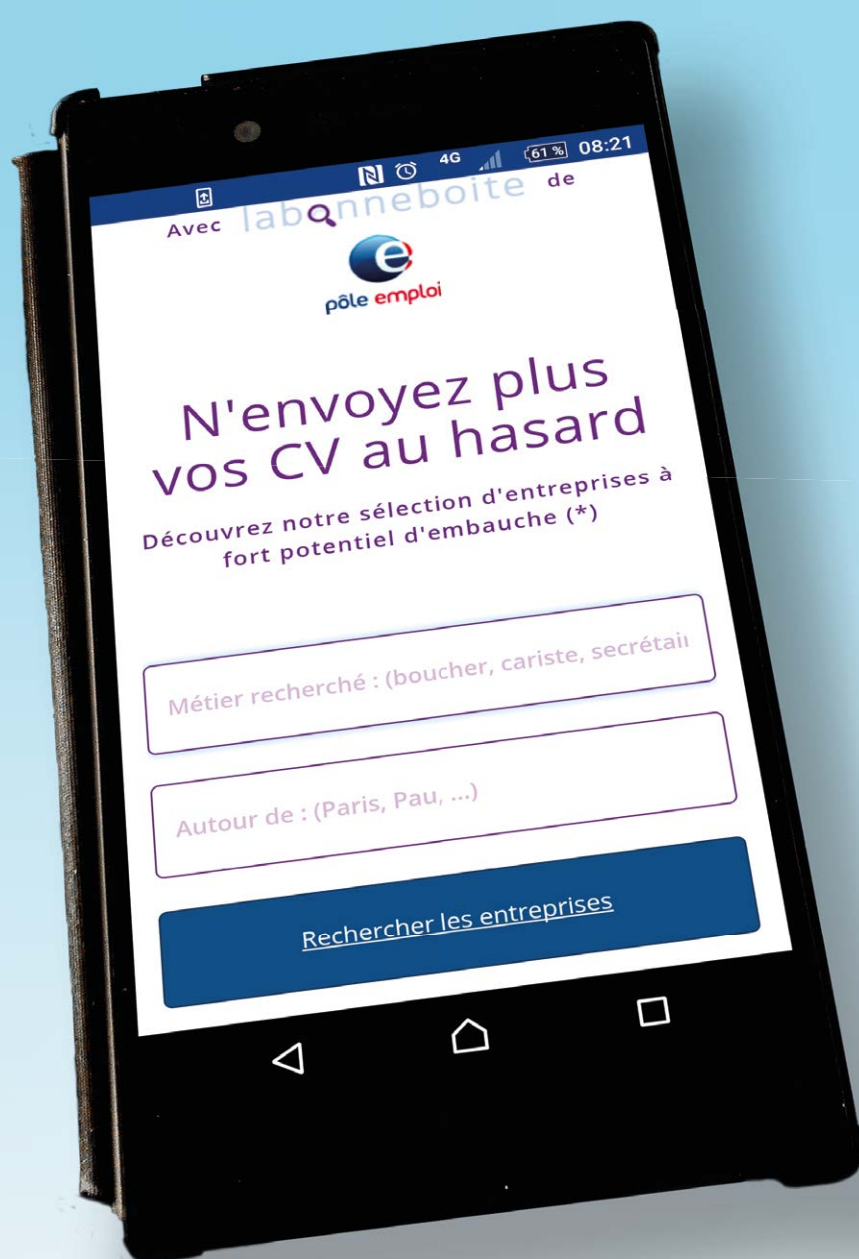 4G 61 % 08:21
Avec labonneboite de
pôle emploi
N'envoyez plus
vos CV au hasard
Découvrez notre sélection d'entreprises à
fort potentiel d'embauche (*)
Métier recherché : (boucher, cariste, secrétair
Autour de : (Paris, Pau, ...)
Rechercher les entreprises